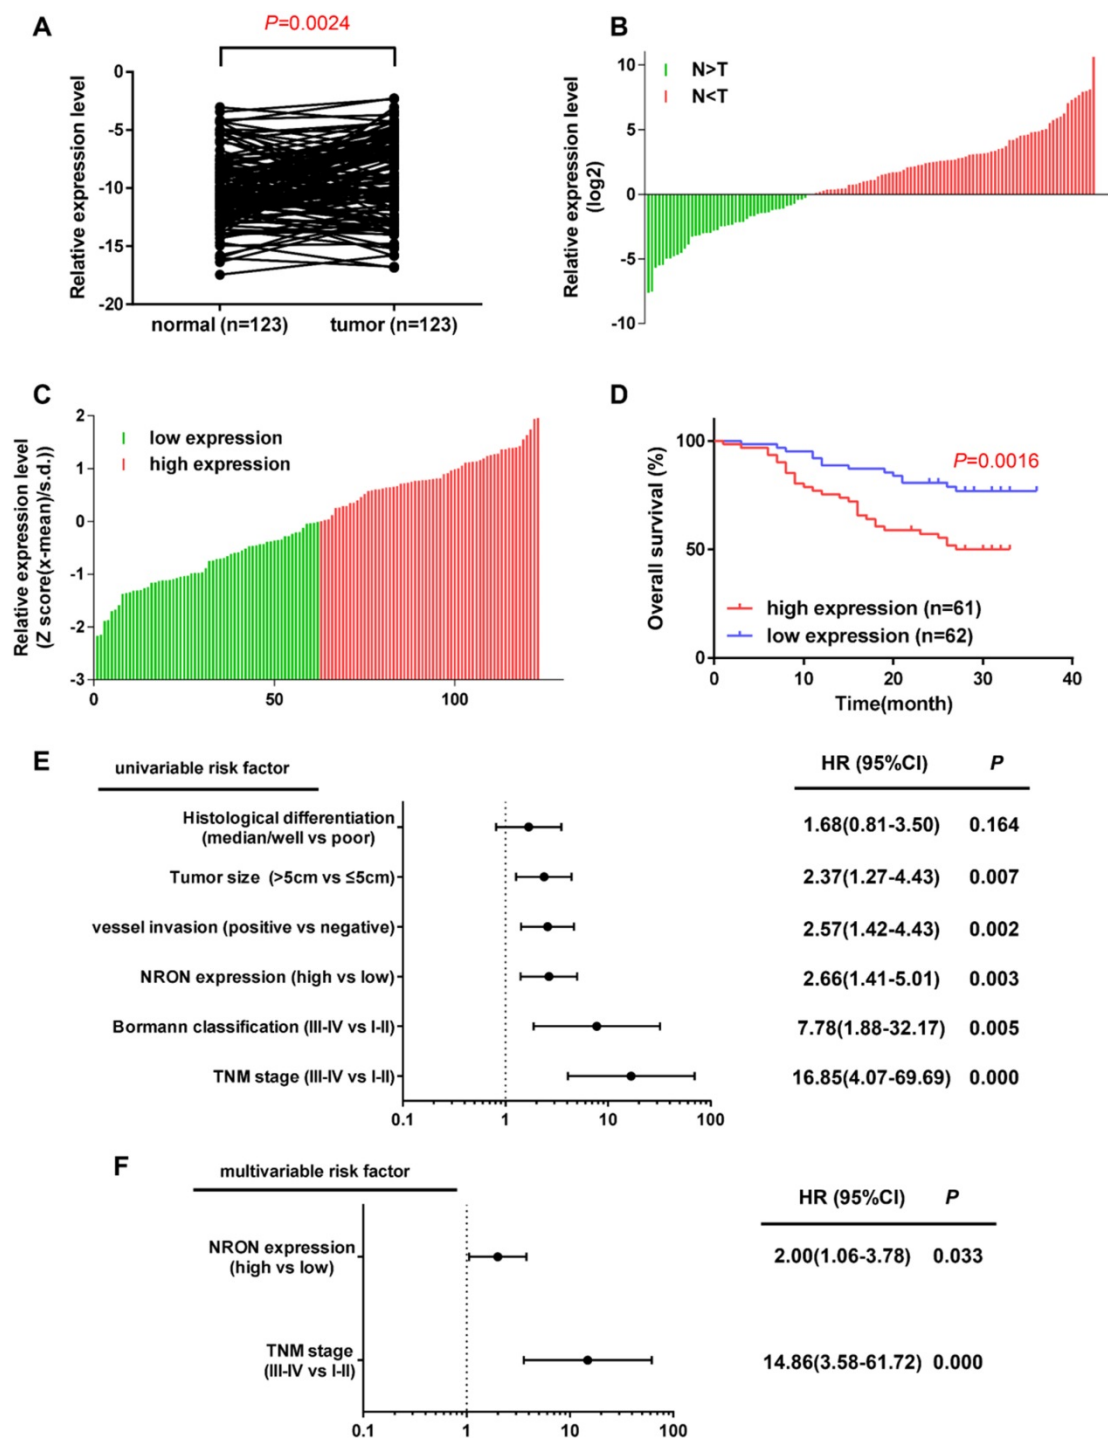 A
P=0.0024
Relative expression level
0
-5
-10
-15
-20
normal (n=123)
tumor (n=123)
B
Relative expression level
(log2)
10
5
0
-5
-10
N>T
N<T
C
Relative expression level
(Z score(x-mean)/s.d.))
2
1
0
-1
-2
-3
low expression
high expression
0
50
100
D
Overall survival (%)
100
50
0
P=0.0016
high expression (n=61)
low expression (n=62)
0
10
20
30
40
Time(month)
E
univariable risk factor
HR (95%CI)
P
Histological differentiation
(median/well vs poor)
1.68(0.81-3.50)
0.164
Tumor size (>5cm vs ≤5cm)
2.37(1.27-4.43)
0.007
vessel invasion (positive vs negative)
2.57(1.42-4.43)
0.002
NRON expression (high vs low)
2.66(1.41-5.01)
0.003
Bormann classification (III-IV vs I-II)
7.78(1.88-32.17)
0.005
TNM stage (III-IV vs I-II)
16.85(4.07-69.69)
0.000
0.1
1
10
100
F
multivariable risk factor
HR (95%CI)
P
NRON expression
(high vs low)
2.00(1.06-3.78)
0.033
TNM stage
(III-IV vs I-II)
14.86(3.58-61.72)
0.000
0.1
1
10
100